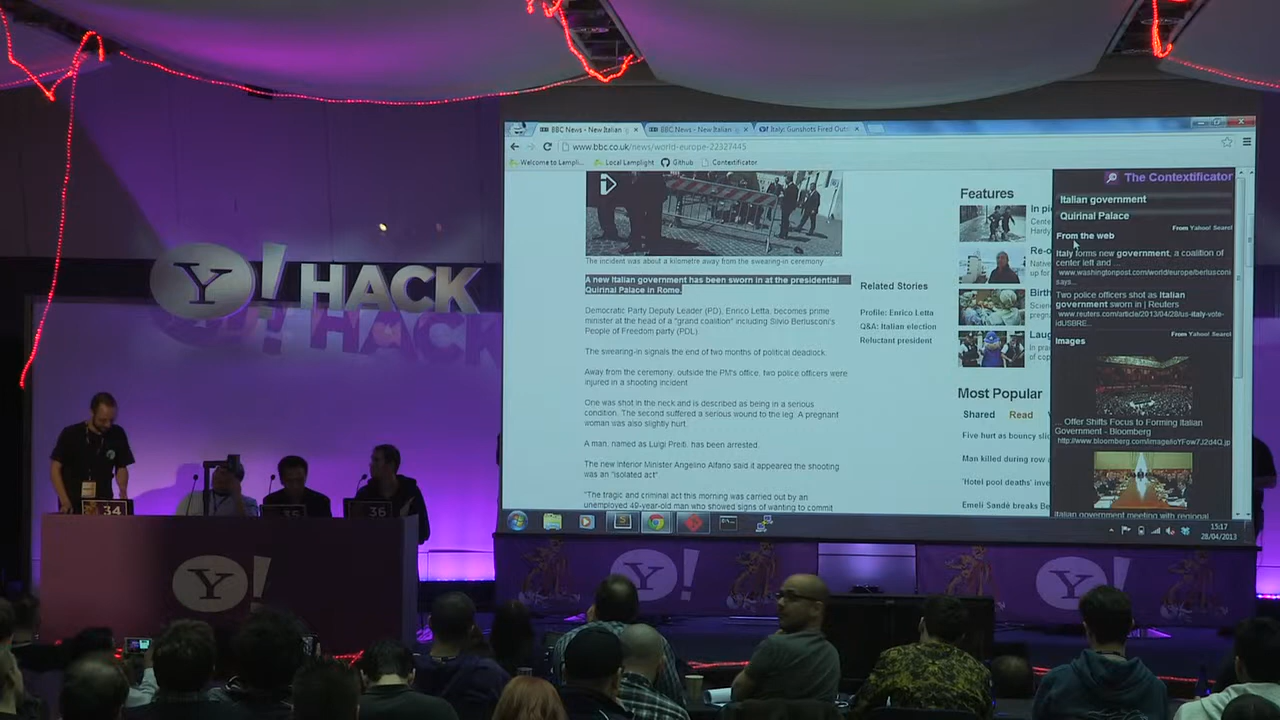 BBC News - New Italian
BBC News - New Italian
Italy: Gunshots Fired Outs
www.bbc.co.uk/news/world-europe-22327445
Welcome to Lampli...
Local Lamplight
Github
Contextificator
The incident was about a kilometre away from the swearing-in ceremony
A new Italian government has been sworn in at the presidential
Quirinal Palace in Rome.
Democratic Party Deputy Leader (PD), Enrico Letta, becomes prime
minister at the head of a "grand coalition" including Silvio Berlusconi's
People of Freedom party (PDL)
The swearing-in signals the end of two months of political deadlock.
Away from the ceremony, outside the PM's office, two police officers were
injured in a shooting incident
One was shot in the neck and is described as being in a serious
condition. The second suffered a serious wound to the leg. A pregnant
woman was also slightly hurt.
A man, named as Luigi Preiti, has been arrested.
The new Interior Minister Angelino Alfano said it appeared the shooting
was an "isolated act".
"The tragic and criminal act this morning was carried out by an
unemployed 49-year-old man who showed signs of wanting to commit
Related Stories
Profile: Enrico Letta
Q&A: Italian election
Reluctant president
Features
In pi
Re-o
Birth
Laug
Most Popular
Shared
Read
Five hurt as bouncy slid
Man killed during row
'Hotel pool deaths' inve
Emeli Sandé breaks Be
The Contextificator
Italian government
Quirinal Palace
From Yahoo! Search
From the web
Italy forms new government, a coalition of
center left and ...
www.washingtonpost.com/world/europe/berlusconi
says...
Two police officers shot as Italian
government sworn in | Reuters
www.reuters.com/article/2013/04/28/us-italy-vote-
idUSBRE...
From Yahoo! Search
Images
... Offer Shifts Focus to Forming Italian
Government - Bloomberg
http://www.bloomberg.com/image/ioYFow7J2d4Q.jp
Italian government meeting with regional
15:17
28/04/2013
Y! HACK
34
35
36
Y!
Y!
Y!